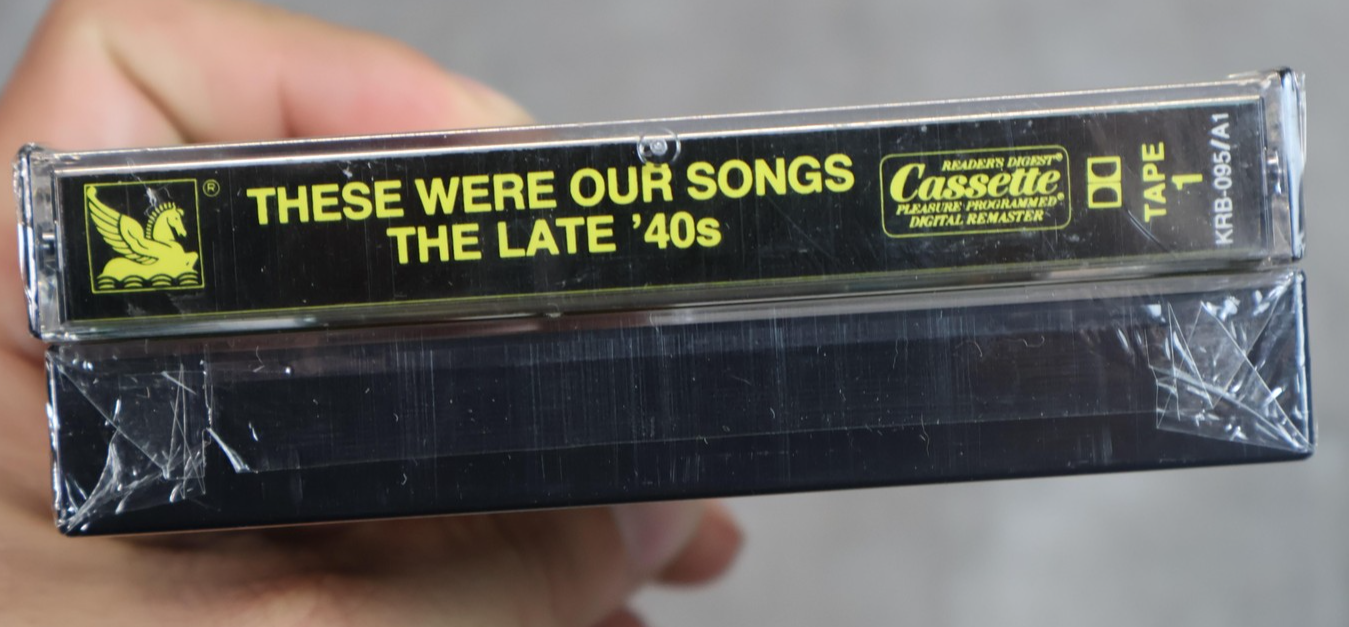 ®
THESE WERE OUR SONGS
THE LATE '40s
READER'S DIGEST®
Cassette
PLEASURE PROGRAMMED®
DIGITAL REMASTER
TAPE
1
KRB-095/A1